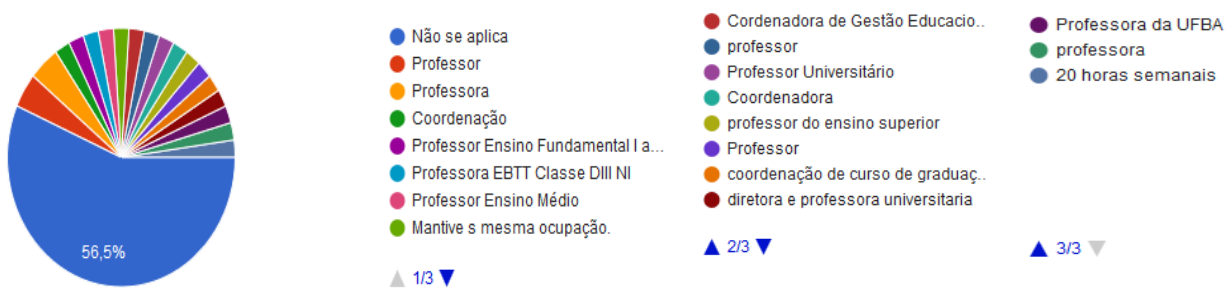 56,5%
Não se aplica
Professor
Professora
Coordenação
Professor Ensino Fundamental I a...
Professora EBTT Classe DIII NI
Professor Ensino Médio
Mantive s mesma ocupação.
1/3
Cordenadora de Gestão Educacio..
professor
Professor Universitário
Coordenadora
professor do ensino superior
Professor
coordenação de curso de graduaç..
diretora e professora universitaria
2/3
Professora da UFBA
professora
20 horas semanais
3/3